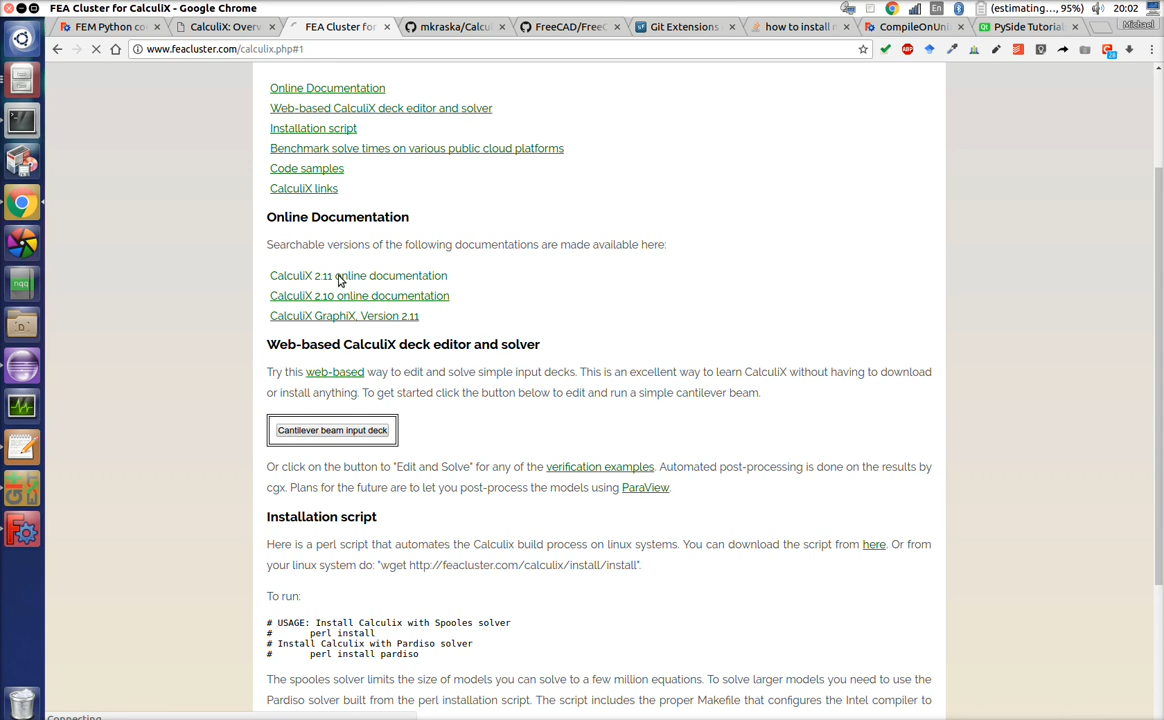 FEA Cluster for CalculiX - Google Chrome
En
(estimating..., 95%)
20:02
FEM Python co
CalculiX: Overv
FEA Cluster for
mkraska/Calcu
FreeCAD/FreeC
Git Extensions
how to install n
CompileOnUni
PySide Tutorial
Michael
www.feacluster.com/calculix.php#1
ABP
Online Documentation
Web-based CalculiX deck editor and solver
Installation script
Benchmark solve times on various public cloud platforms
Code samples
CalculiX links
Online Documentation
Searchable versions of the following documentations are made available here:
CalculiX 2.11 online documentation
CalculiX 2.10 online documentation
CalculiX GraphiX, Version 2.11
Web-based CalculiX deck editor and solver
Try this web-based way to edit and solve simple input decks. This is an excellent way to learn CalculiX without having to download
or install anything. To get started click the button below to edit and run a simple cantilever beam.
Cantilever beam input deck
Or click on the button to "Edit and Solve" for any of the verification examples. Automated post-processing is done on the results by
cgx. Plans for the future are to let you post-process the models using ParaView.
Installation script
Here is a perl script that automates the Calculix build process on linux systems. You can download the script from here. Or from
your linux system do: "wget http://feacluster.com/calculix/install/install".
To run:
# USAGE: Install Calculix with Spooles solver
# perl install
# Install Calculix with Pardiso solver
# perl install pardiso
The spooles solver limits the size of models you can solve to a few million equations. To solve larger models you need to use the
Pardiso solver built from the perl installation script. The script includes the proper Makefile that configures the Intel compiler to
Connecting
nqq